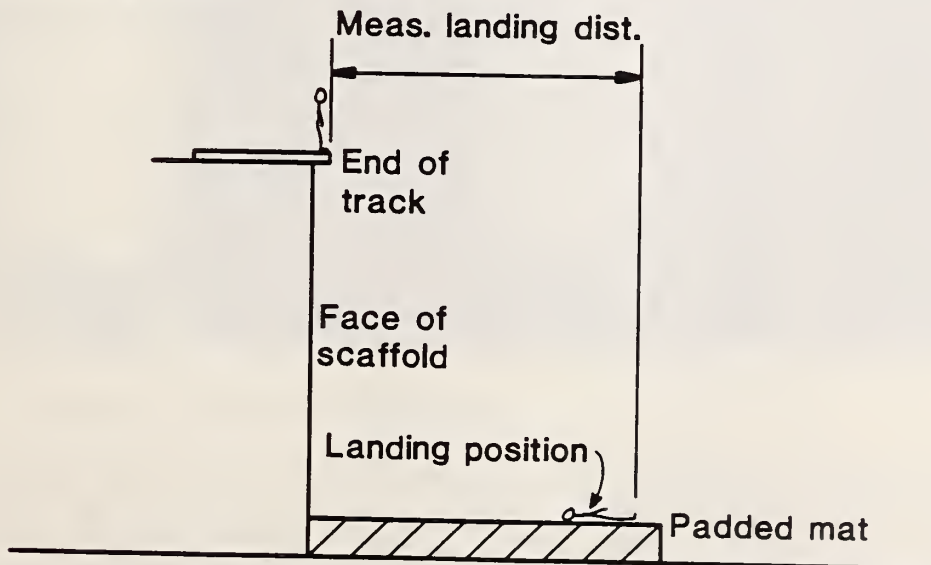 Meas. landing dist.
End of
track
Face of
scaffold
Landing position
Padded mat